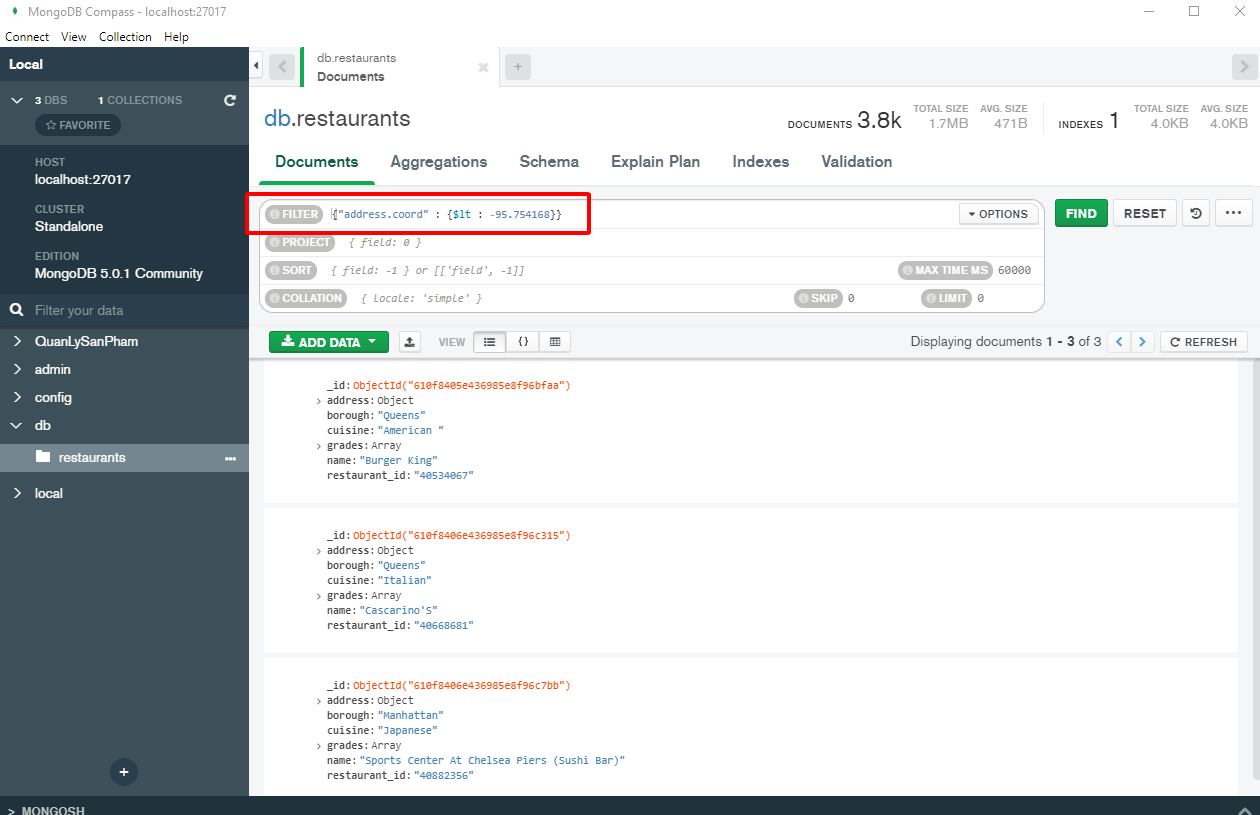 MongoDB Compass - localhost:27017
Connect View Collection Help
Local
3 DBS 1 COLLECTIONS
FAVORITE
HOST
localhost:27017
CLUSTER
Standalone
EDITION
MongoDB 5.0.1 Community
Filter your data
QuanLySanPham
admin
config
db
restaurants
local
> MONGOSH
db.restaurants
Documents
db.restaurants
DOCUMENTS 3.8k TOTAL SIZE 1.7MB AVG. SIZE 471B INDEXES 1 TOTAL SIZE 4.0KB AVG. SIZE 4.0KB
Documents Aggregations Schema Explain Plan Indexes Validation
FILTER {"address.coord" : {$lt : -95.754168}} OPTIONS FIND RESET
PROJECT { field: 0 }
SORT { field: -1 } or [['field', -1]] MAX TIME MS 60000
COLLATION { locale: 'simple' } SKIP 0 LIMIT 0
ADD DATA VIEW {} Displaying documents 1 - 3 of 3 REFRESH
_id: ObjectId("610f8405e436985e8f96bfaa")
address: Object
borough: "Queens"
cuisine: "American "
grades: Array
name: "Burger King"
restaurant_id: "40534067"
_id: ObjectId("610f8406e436985e8f96c315")
address: Object
borough: "Queens"
cuisine: "Italian"
grades: Array
name: "Cascarino'S"
restaurant_id: "40668681"
_id: ObjectId("610f8406e436985e8f96c7bb")
address: Object
borough: "Manhattan"
cuisine: "Japanese"
grades: Array
name: "Sports Center At Chelsea Piers (Sushi Bar)"
restaurant_id: "40882356"